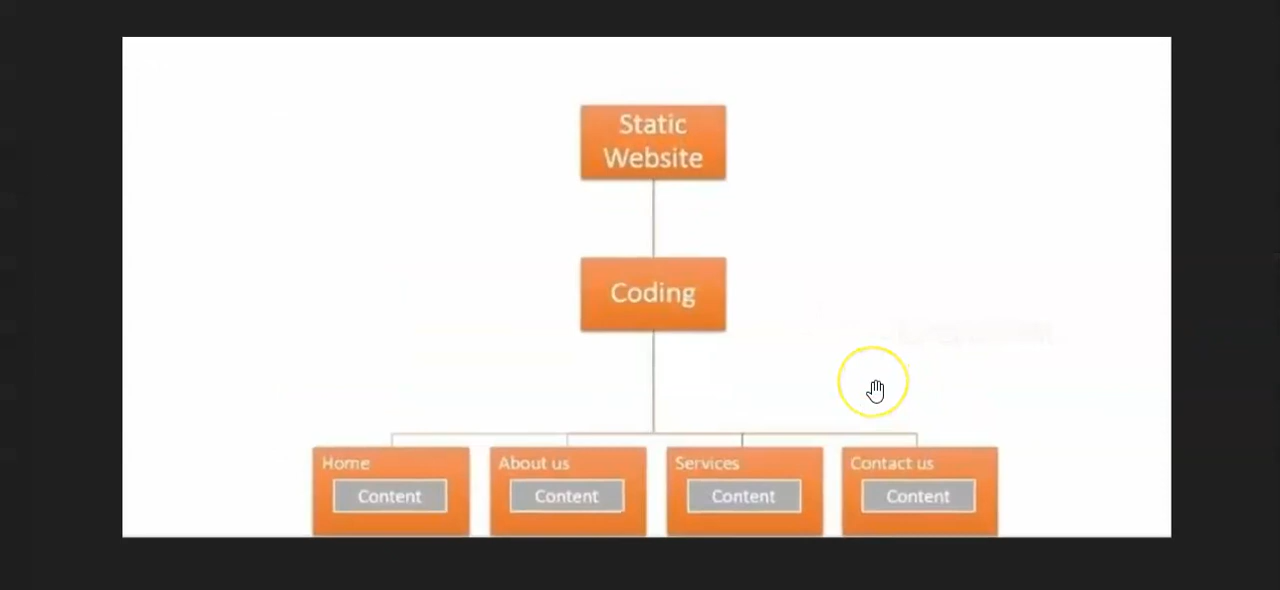 Static
Website
Coding
Home
Content
About us
Content
Services
Content
Contact us
Content